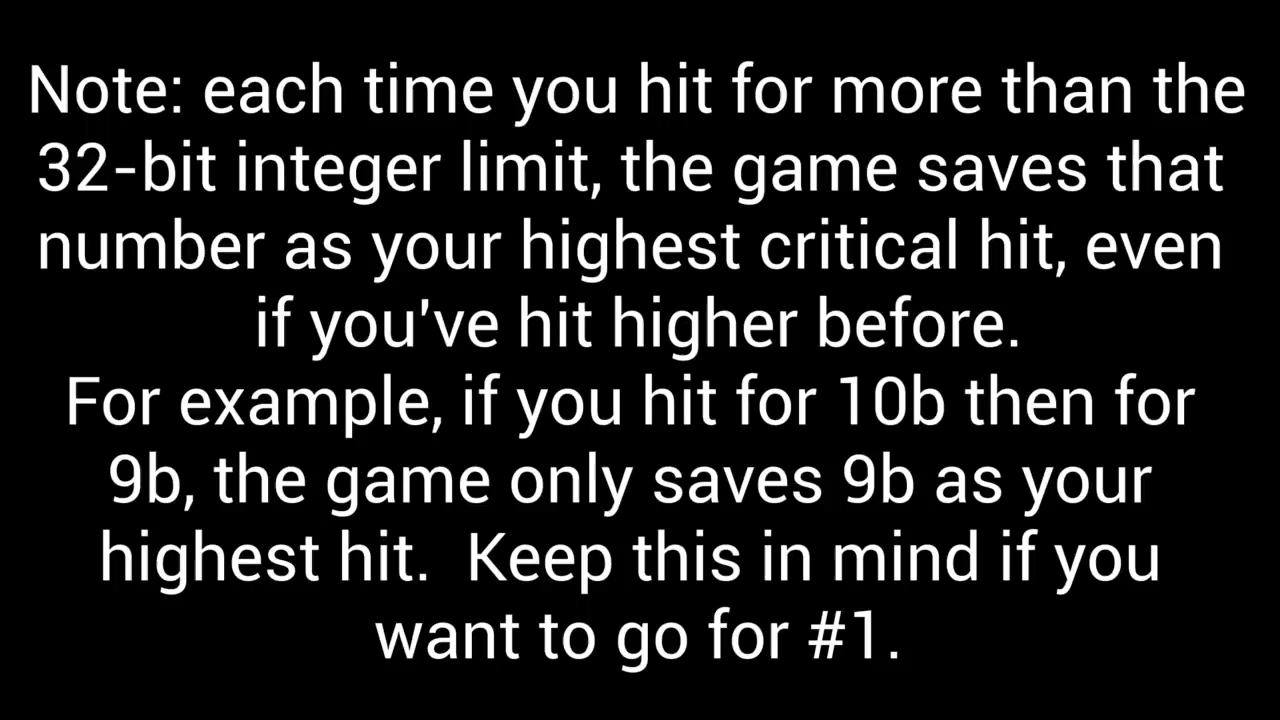 Note: each time you hit for more than the
32-bit integer limit, the game saves that
number as your highest critical hit, even
if you've hit higher before.
For example, if you hit for 10b then for
9b, the game only saves 9b as your
highest hit.  Keep this in mind if you
want to go for #1.